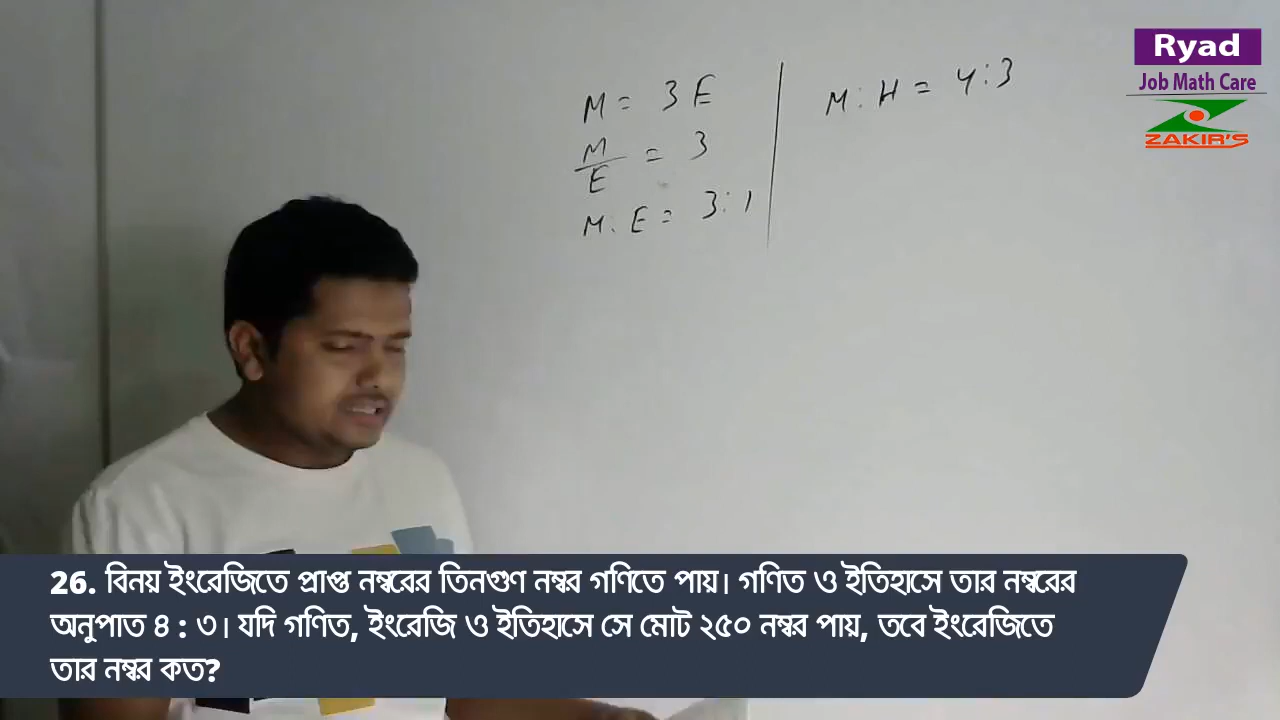 Ryad
Job Math Care
ZAKIR'S
M = 3 E
M/E = 3
M : E = 3 : 1
M : H = 4 : 3
26. বিনয় ইংরেজিতে প্রাপ্ত নম্বরের তিনগুণ নম্বর গণিতে পায়। গণিত ও ইতিহাসে তার নম্বরের
অনুপাত ৪ : ৩। যদি গণিত, ইংরেজি ও ইতিহাসে সে মোট ২৫০ নম্বর পায়, তবে ইংরেজিতে
তার নম্বর কত?